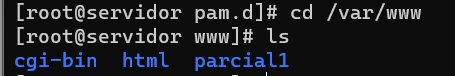 [root@servidor pam.d]# cd /var/www
[root@servidor www]# ls
cgi-bin  html  parcial1